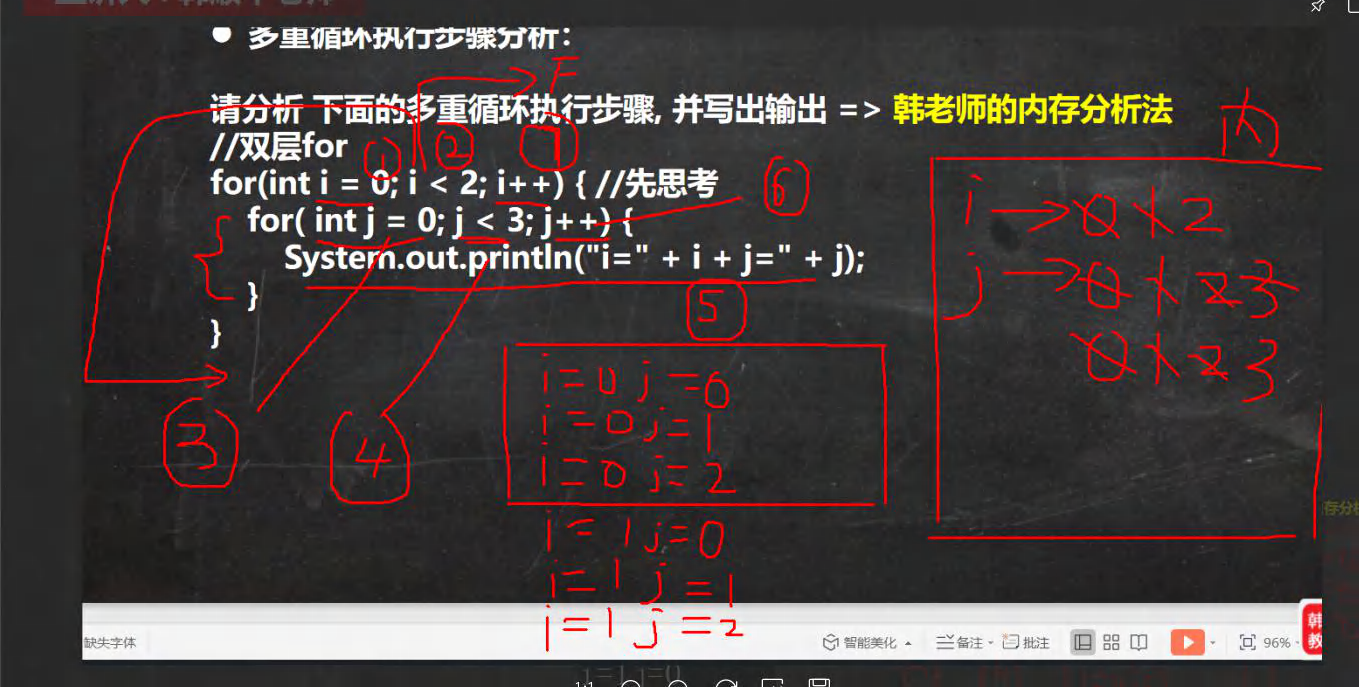 ● 多重循环执行步骤分析:
F
请分析 下面的多重循环执行步骤, 并写出输出 => 韩老师的内存分析法
内
//双层for
① ② 7
for(int i = 0; i < 2; i++) { //先思考
6
for( int j = 0; j < 3; j++) {
System.out.println("i=" + i + j=" + j);
}
}
i → 0 1 2
j → 0 1 2 3
0 1 2 3
5
3
4
i=0 j=0
i=0 j=1
i=0 j=2
i=1 j=0
i=1 j=1
i=1 j=2
存分析
缺失字体
智能美化 备注 批注 96%
韩
教
1:1